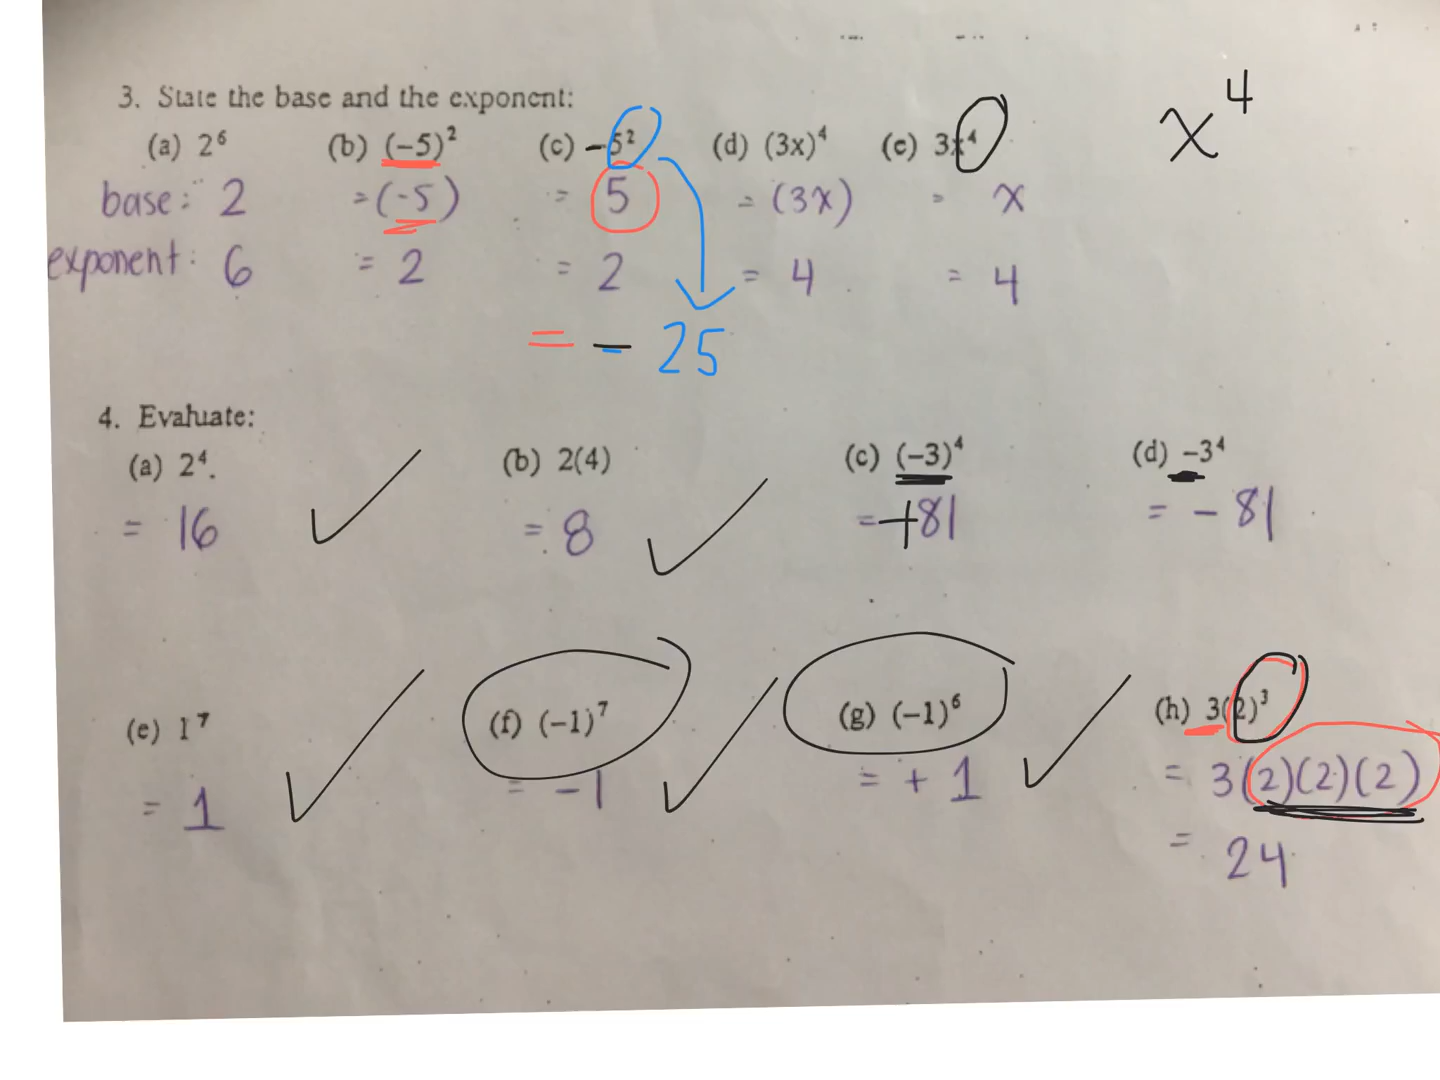 3. State the base and the exponent:
(a) 2⁶ (b) (−5)² (c) −5² (d) (3x)⁴ (e) 3x⁴ x⁴
base: 2 = (-5) = 5 = (3x) = x
exponent: 6 = 2 = 2 = 4 = 4
= - 25
4. Evaluate:
(a) 2⁴. (b) 2(4) (c) (−3)⁴ (d) −3⁴
= 16 = 8 = +81 = - 81
(e) 1⁷ (f) (−1)⁷ (g) (−1)⁶ (h) 3(2)³
= 1 = -1 = + 1 = 3(2)(2)(2)
= 24